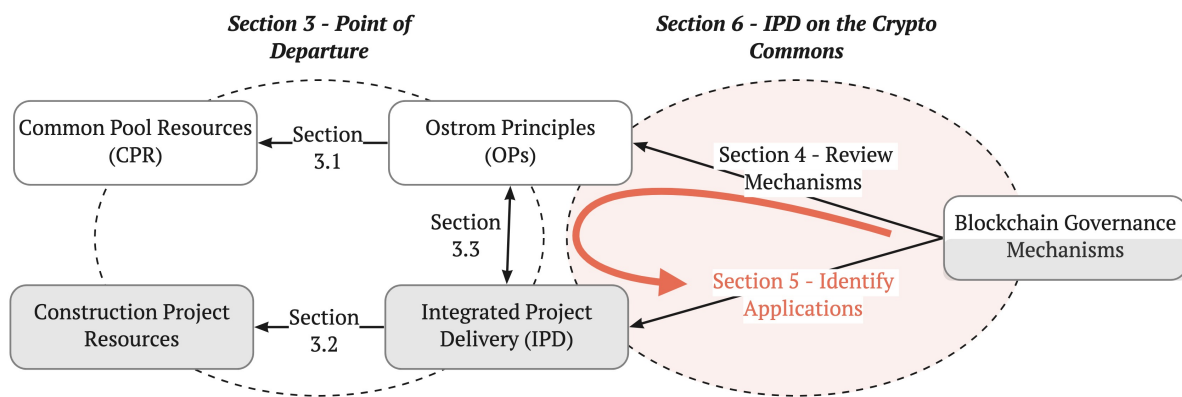 Section 3 - Point of
Departure
Section 6 - IPD on the Crypto
Commons
Common Pool Resources
(CPR)
Section
3.1
Ostrom Principles
(OPs)
Section 4 - Review
Mechanisms
Section
3.3
Blockchain Governance
Mechanisms
Section 5 - Identify
Applications
Construction Project
Resources
Section
3.2
Integrated Project
Delivery (IPD)